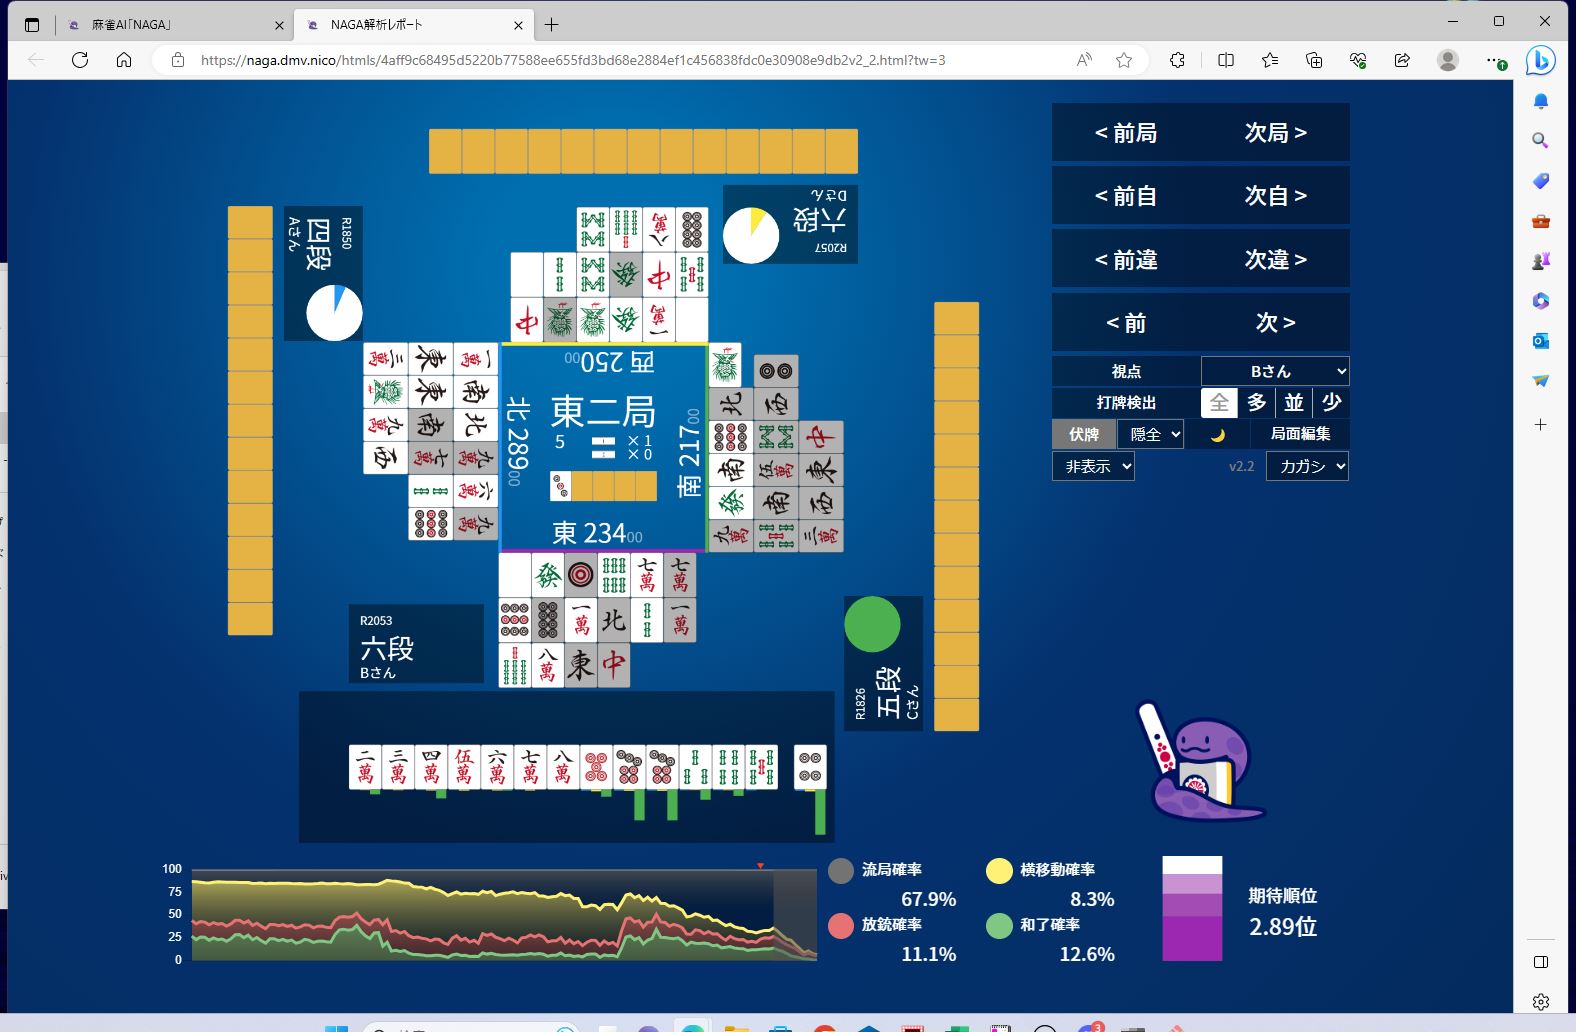 麻雀AI「NAGA」
NAGA解析レポート
https://naga.dmv.nico/htmls/4aff9c68495d5220b77588ee655fd3bd68e2884ef1c456838fdc0e30908e9db2v2_2.html?tw=3
< 前局 次局 >
< 前自 次自 >
< 前違 次違 >
< 前 次 >
視点 Bさん
打牌検出 全 多 並 少
伏牌 隠全 局面編集
非表示 v2.2 カガシ
R1850
四段
Aさん
R2057
六段
Dさん
西 25000
北 28900
東二局
5 ×1
×0
南 21700
東 23400
R2053
六段
Bさん
R1826
五段
Cさん
100
75
50
25
0
流局確率
67.9%
横移動確率
8.3%
放銃確率
11.1%
和了確率
12.6%
期待順位
2.89位